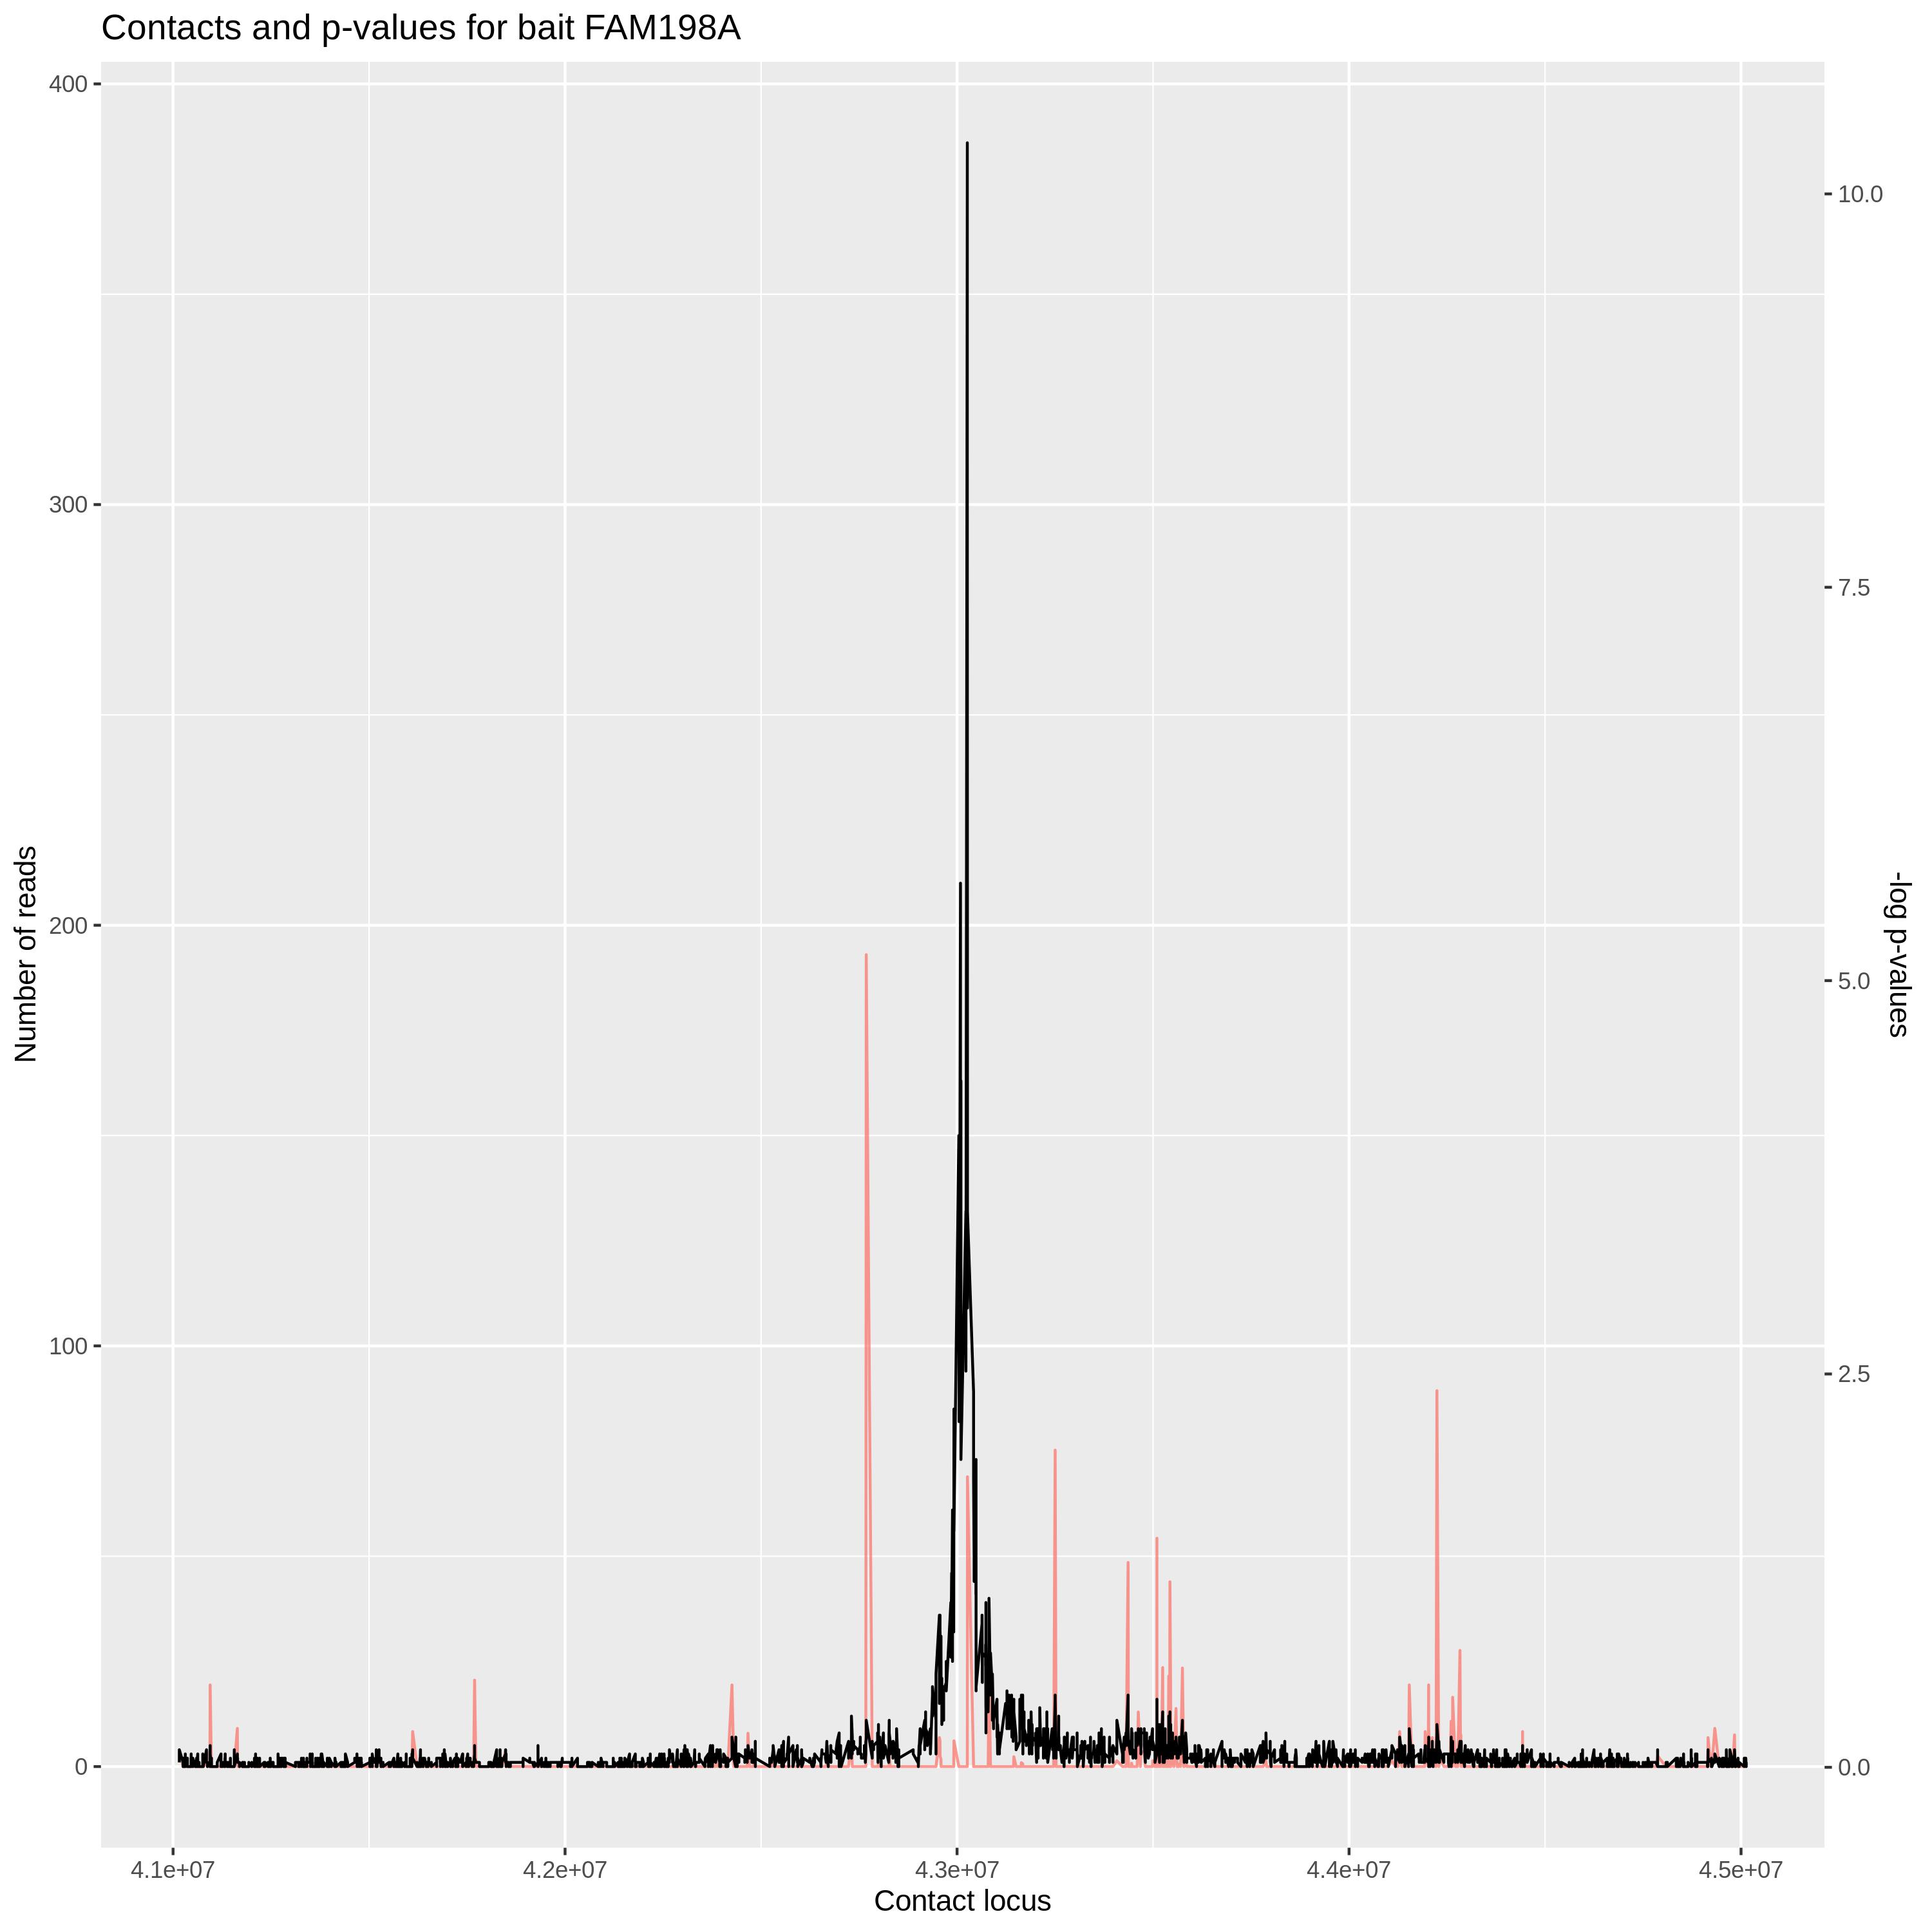 Contacts and p-values for bait FAM198A
400
300
200
100
0
Number of reads
10.0
7.5
5.0
2.5
0.0
-log p-values
4.1e+07
4.2e+07
4.3e+07
4.4e+07
4.5e+07
Contact locus